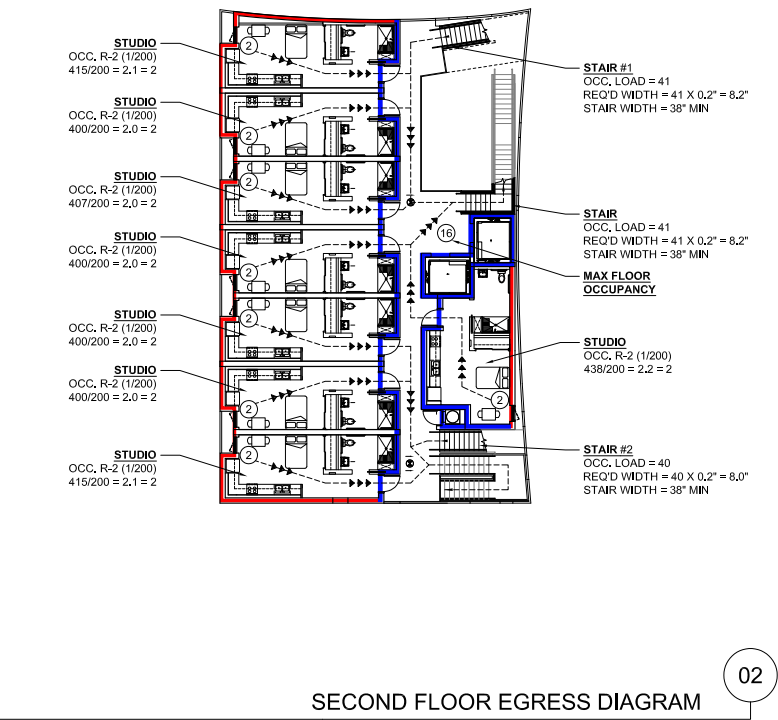 STUDIO
OCC. R-2 (1/200)
415/200 = 2.1 = 2
STUDIO
OCC. R-2 (1/200)
400/200 = 2.0 = 2
STUDIO
OCC. R-2 (1/200)
407/200 = 2.0 = 2
STUDIO
OCC. R-2 (1/200)
400/200 = 2.0 = 2
STUDIO
OCC. R-2 (1/200)
400/200 = 2.0 = 2
STUDIO
OCC. R-2 (1/200)
400/200 = 2.0 = 2
STUDIO
OCC. R-2 (1/200)
415/200 = 2.1 = 2
2
2
2
2
2
2
2
16
2
STAIR #1
OCC. LOAD = 41
REQ'D WIDTH = 41 X 0.2" = 8.2"
STAIR WIDTH = 38" MIN
STAIR
OCC. LOAD = 41
REQ'D WIDTH = 41 X 0.2" = 8.2"
STAIR WIDTH = 38" MIN
MAX FLOOR
OCCUPANCY
STUDIO
OCC. R-2 (1/200)
438/200 = 2.2 = 2
STAIR #2
OCC. LOAD = 40
REQ'D WIDTH = 40 X 0.2" = 8.0"
STAIR WIDTH = 38" MIN
SECOND FLOOR EGRESS DIAGRAM
02